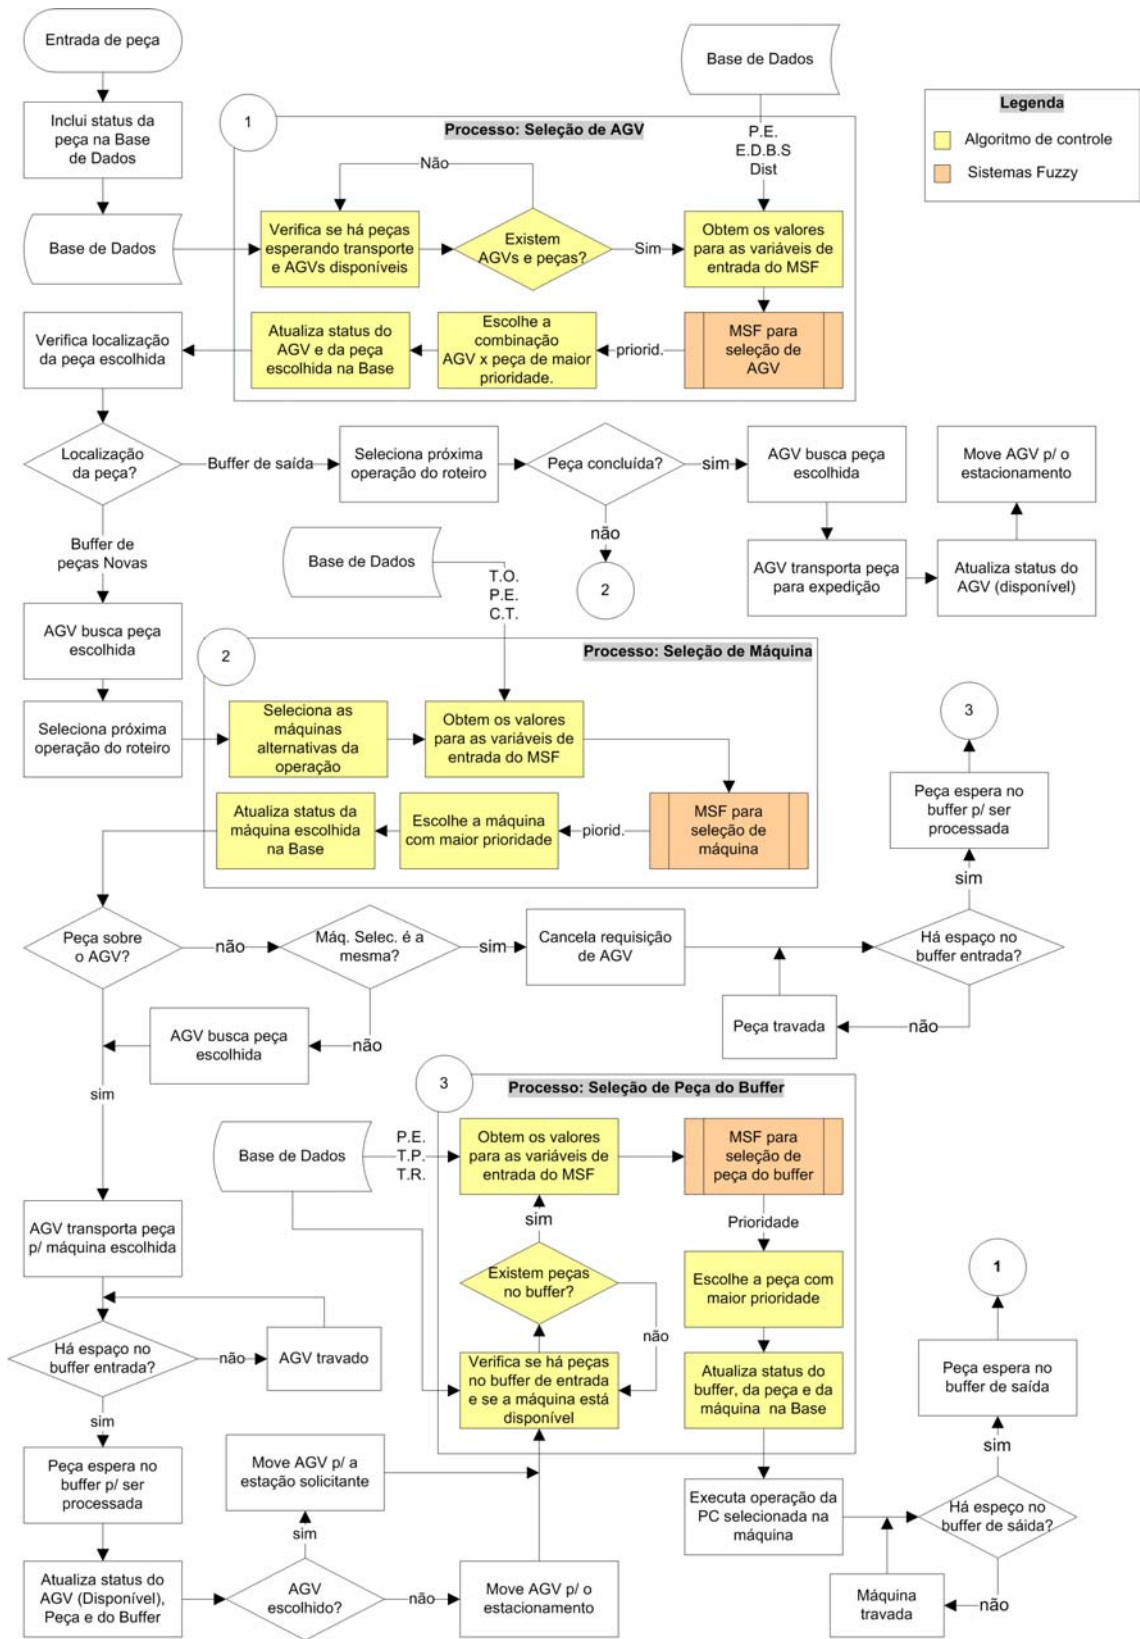 Entrada de peça
Inclui status da
peça na Base
de Dados
Base de Dados
Base de Dados
P.E.
E.D.B.S
Dist
Legenda
Algoritmo de controle
Sistemas Fuzzy
1
Processo: Seleção de AGV
Não
Verifica se há peças
esperando transporte
e AGVs disponíveis
Existem
AGVs e peças?
Sim
Obtem os valores
para as variáveis de
entrada do MSF
MSF para
seleção de
AGV
priorid.
Escolhe a
combinação
AGV x peça de maior
prioridade.
Atualiza status do
AGV e da peça
escolhida na Base
Verifica localização
da peça escolhida
Localização
da peça?
Buffer de saída
Seleciona próxima
operação do roteiro
Peça concluída?
sim
AGV busca peça
escolhida
Move AGV p/ o
estacionamento
não
2
AGV transporta peça
para expedição
Atualiza status do
AGV (disponível)
Buffer de
peças Novas
Base de Dados
T.O.
P.E.
C.T.
AGV busca peça
escolhida
Seleciona próxima
operação do roteiro
2
Processo: Seleção de Máquina
Seleciona as
máquinas
alternativas da
operação
Obtem os valores
para as variáveis de
entrada do MSF
MSF para
seleção de
máquina
piorid.
Escolhe a máquina
com maior prioridade
Atualiza status da
máquina escolhida
na Base
3
Peça espera no
buffer p/ ser
processada
sim
Peça sobre
o AGV?
não
Máq. Selec. é a
mesma?
sim
Cancela requisição
de AGV
Há espaço no
buffer entrada?
não
Peça travada
não
AGV busca peça
escolhida
sim
3
Processo: Seleção de Peça do Buffer
Base de Dados
P.E.
T.P.
T.R.
Obtem os valores
para as variáveis de
entrada do MSF
MSF para
seleção de
peça do buffer
sim
Prioridade
Existem peças
no buffer?
não
Escolhe a peça com
maior prioridade
Verifica se há peças
no buffer de entrada
e se a máquina está
disponível
Atualiza status do
buffer, da peça e da
máquina na Base
AGV transporta peça
p/ máquina escolhida
Há espaço no
buffer entrada?
não
AGV travado
sim
Peça espera no
buffer p/ ser
processada
Atualiza status do
AGV (Disponível),
Peça e do Buffer
AGV
escolhido?
sim
Move AGV p/ a
estação solicitante
não
Move AGV p/ o
estacionamento
Executa operação da
PC selecionada na
máquina
Há espeço no
buffer de sáida?
não
Máquina
travada
sim
Peça espera no
buffer de saída
1